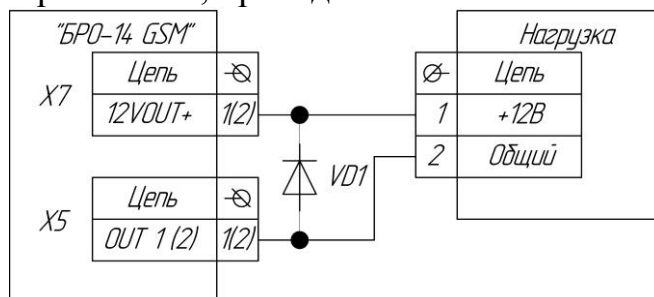 "БРО-14 GSM"
Нагрузка
X7
Цепь
12VOUT+ 1(2)
Цепь
1 +12В
2 Общий
VD1
X5
Цепь
OUT 1 (2) 1(2)